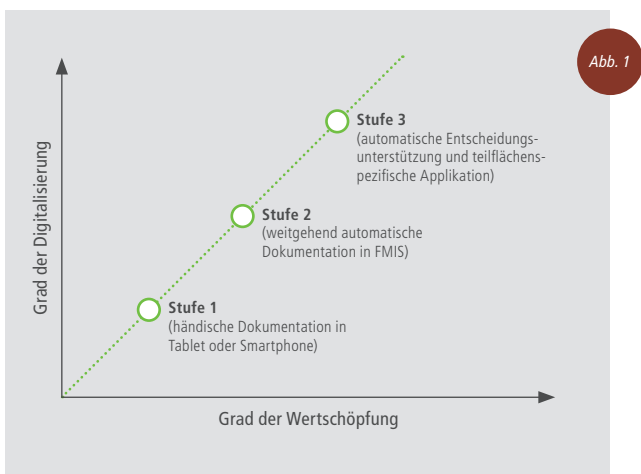 Abb. 1
Stufe 3
(automatische Entscheidungs-
unterstützung und teilflächens-
pezifische Applikation)
Stufe 2
(weitgehend automatische
Dokumentation in FMIS)
Stufe 1
(händische Dokumentation in
Tablet oder Smartphone)
Grad der Digitalisierung
Grad der Wertschöpfung